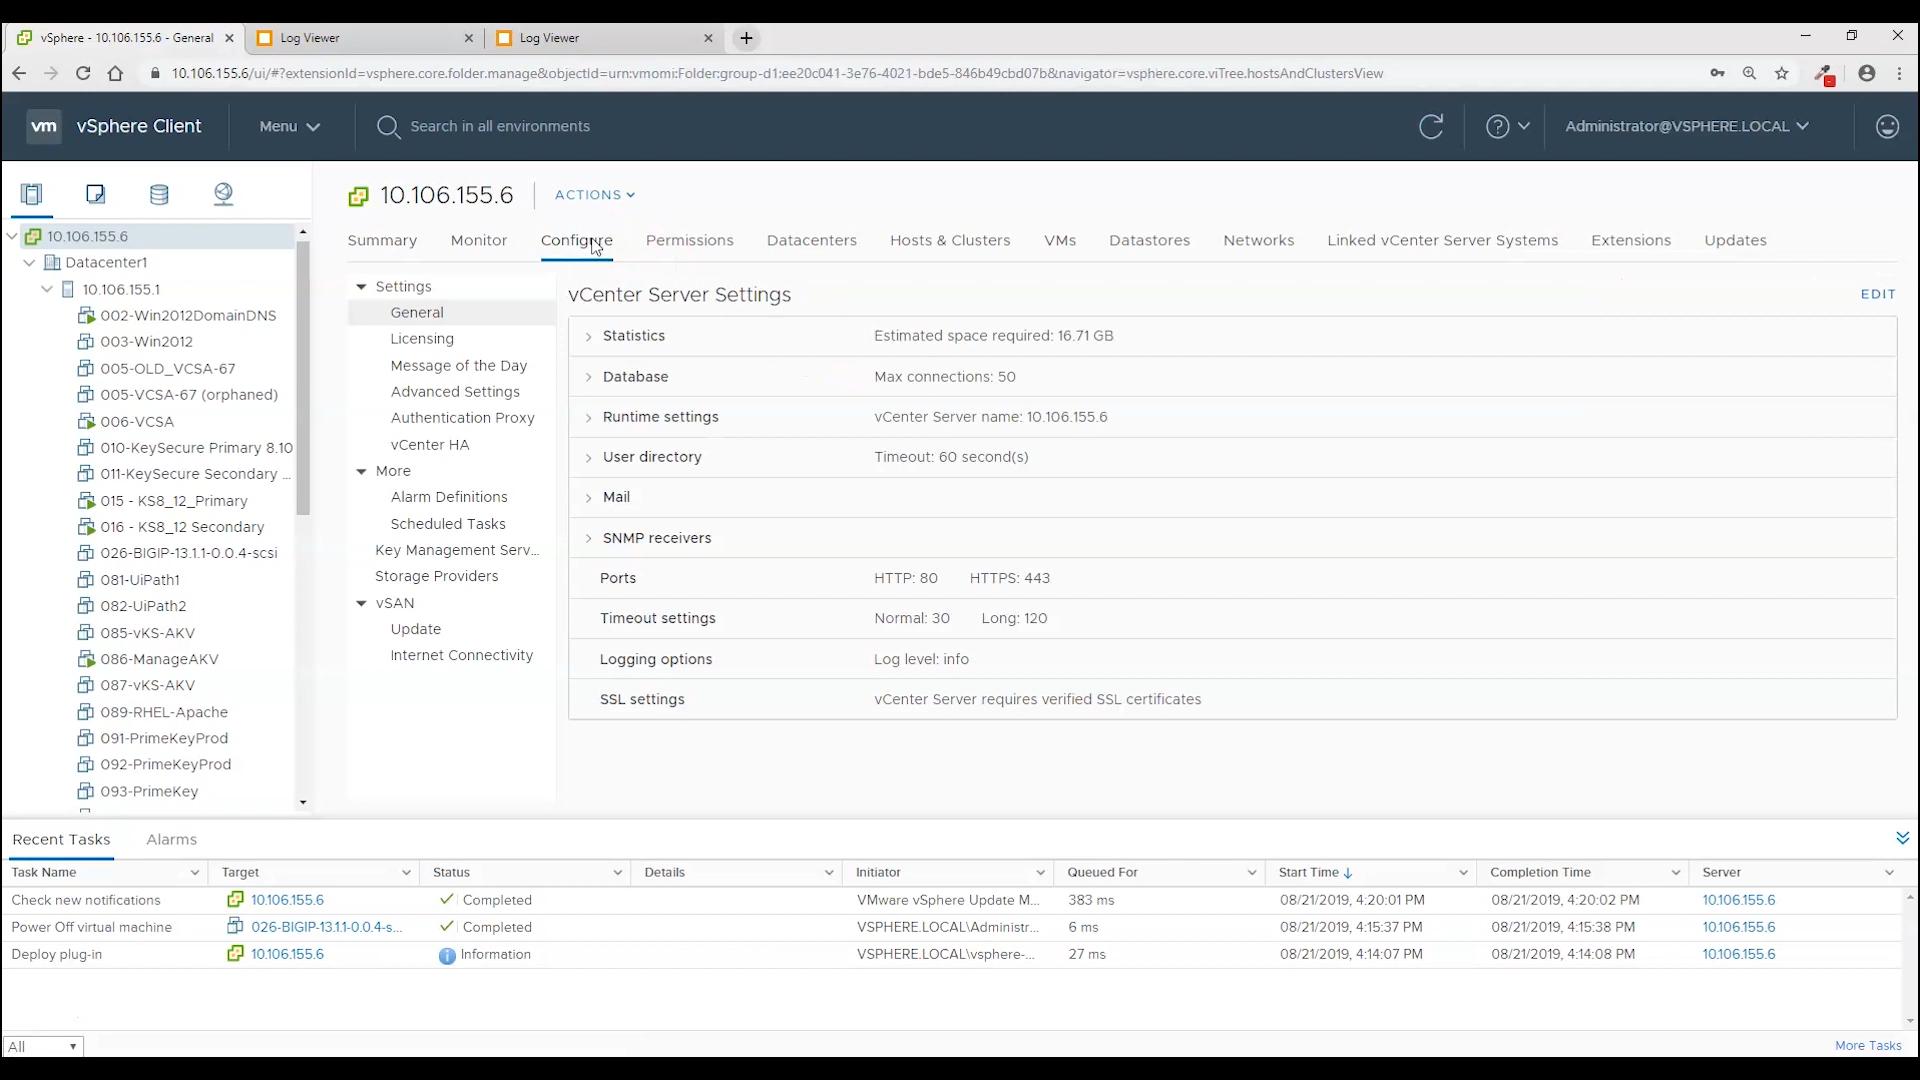 vSphere - 10.106.155.6 - General
Log Viewer
Log Viewer
10.106.155.6/ui/#?extensionId=vsphere.core.folder.manage&objectId=urn:vmomi:Folder:group-d1:ee20c041-3e76-4021-bde5-846b49cbd07b&navigator=vsphere.core.viTree.hostsAndClustersView
vm vSphere Client Menu Search in all environments Administrator@VSPHERE.LOCAL
10.106.155.6 ACTIONS
Summary Monitor Configure Permissions Datacenters Hosts & Clusters VMs Datastores Networks Linked vCenter Server Systems Extensions Updates
10.106.155.6
Datacenter1
10.106.155.1
002-Win2012DomainDNS
003-Win2012
005-OLD_VCSA-67
005-VCSA-67 (orphaned)
006-VCSA
010-KeySecure Primary 8.10
011-KeySecure Secondary ...
015 - KS8_12_Primary
016 - KS8_12 Secondary
026-BIGIP-13.1.1-0.0.4-scsi
081-UiPath1
082-UiPath2
085-vKS-AKV
086-ManageAKV
087-vKS-AKV
089-RHEL-Apache
091-PrimeKeyProd
092-PrimeKeyProd
093-PrimeKey
Settings
General
Licensing
Message of the Day
Advanced Settings
Authentication Proxy
vCenter HA
More
Alarm Definitions
Scheduled Tasks
Key Management Serv...
Storage Providers
vSAN
Update
Internet Connectivity
vCenter Server Settings EDIT
Statistics Estimated space required: 16.71 GB
Database Max connections: 50
Runtime settings vCenter Server name: 10.106.155.6
User directory Timeout: 60 second(s)
Mail
SNMP receivers
Ports HTTP: 80 HTTPS: 443
Timeout settings Normal: 30 Long: 120
Logging options Log level: info
SSL settings vCenter Server requires verified SSL certificates
Recent Tasks Alarms
Task Name Target Status Details Initiator Queued For Start Time Completion Time Server
Check new notifications 10.106.155.6 Completed VMware vSphere Update M... 383 ms 08/21/2019, 4:20:01 PM 08/21/2019, 4:20:02 PM 10.106.155.6
Power Off virtual machine 026-BIGIP-13.1.1-0.0.4-s... Completed VSPHERE.LOCAL\Administr... 6 ms 08/21/2019, 4:15:37 PM 08/21/2019, 4:15:38 PM 10.106.155.6
Deploy plug-in 10.106.155.6 Information VSPHERE.LOCAL\vsphere-... 27 ms 08/21/2019, 4:14:07 PM 08/21/2019, 4:14:08 PM 10.106.155.6
All More Tasks